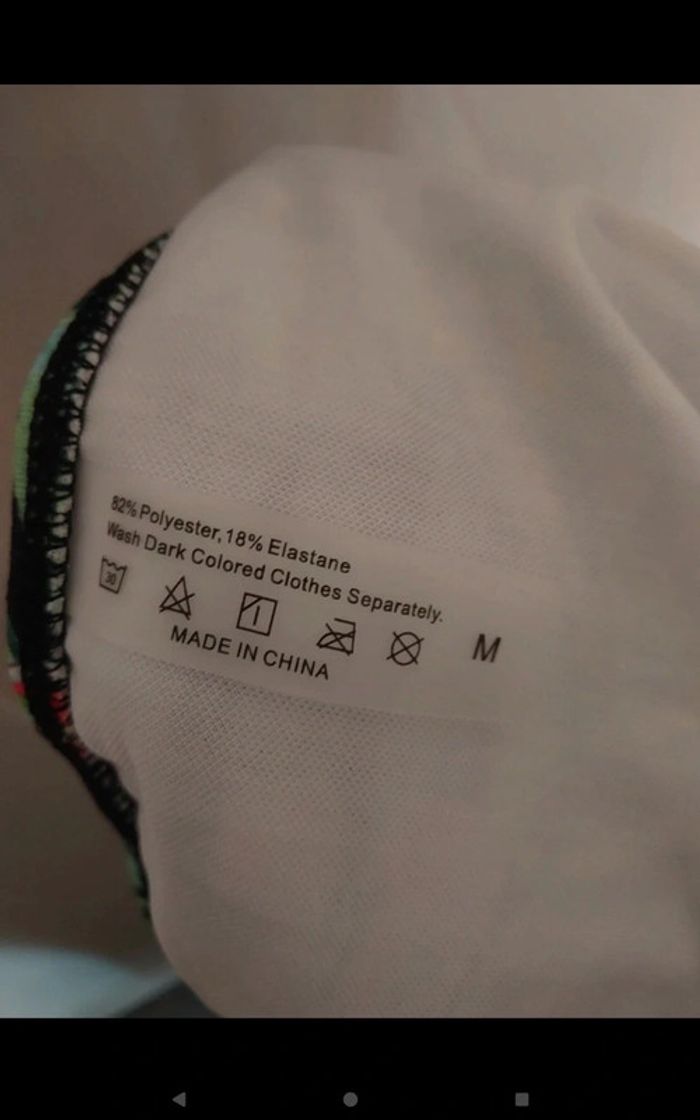 82% Polyester, 18% Elastane
Wash Dark Colored Clothes Separately.
30
M
MADE IN CHINA